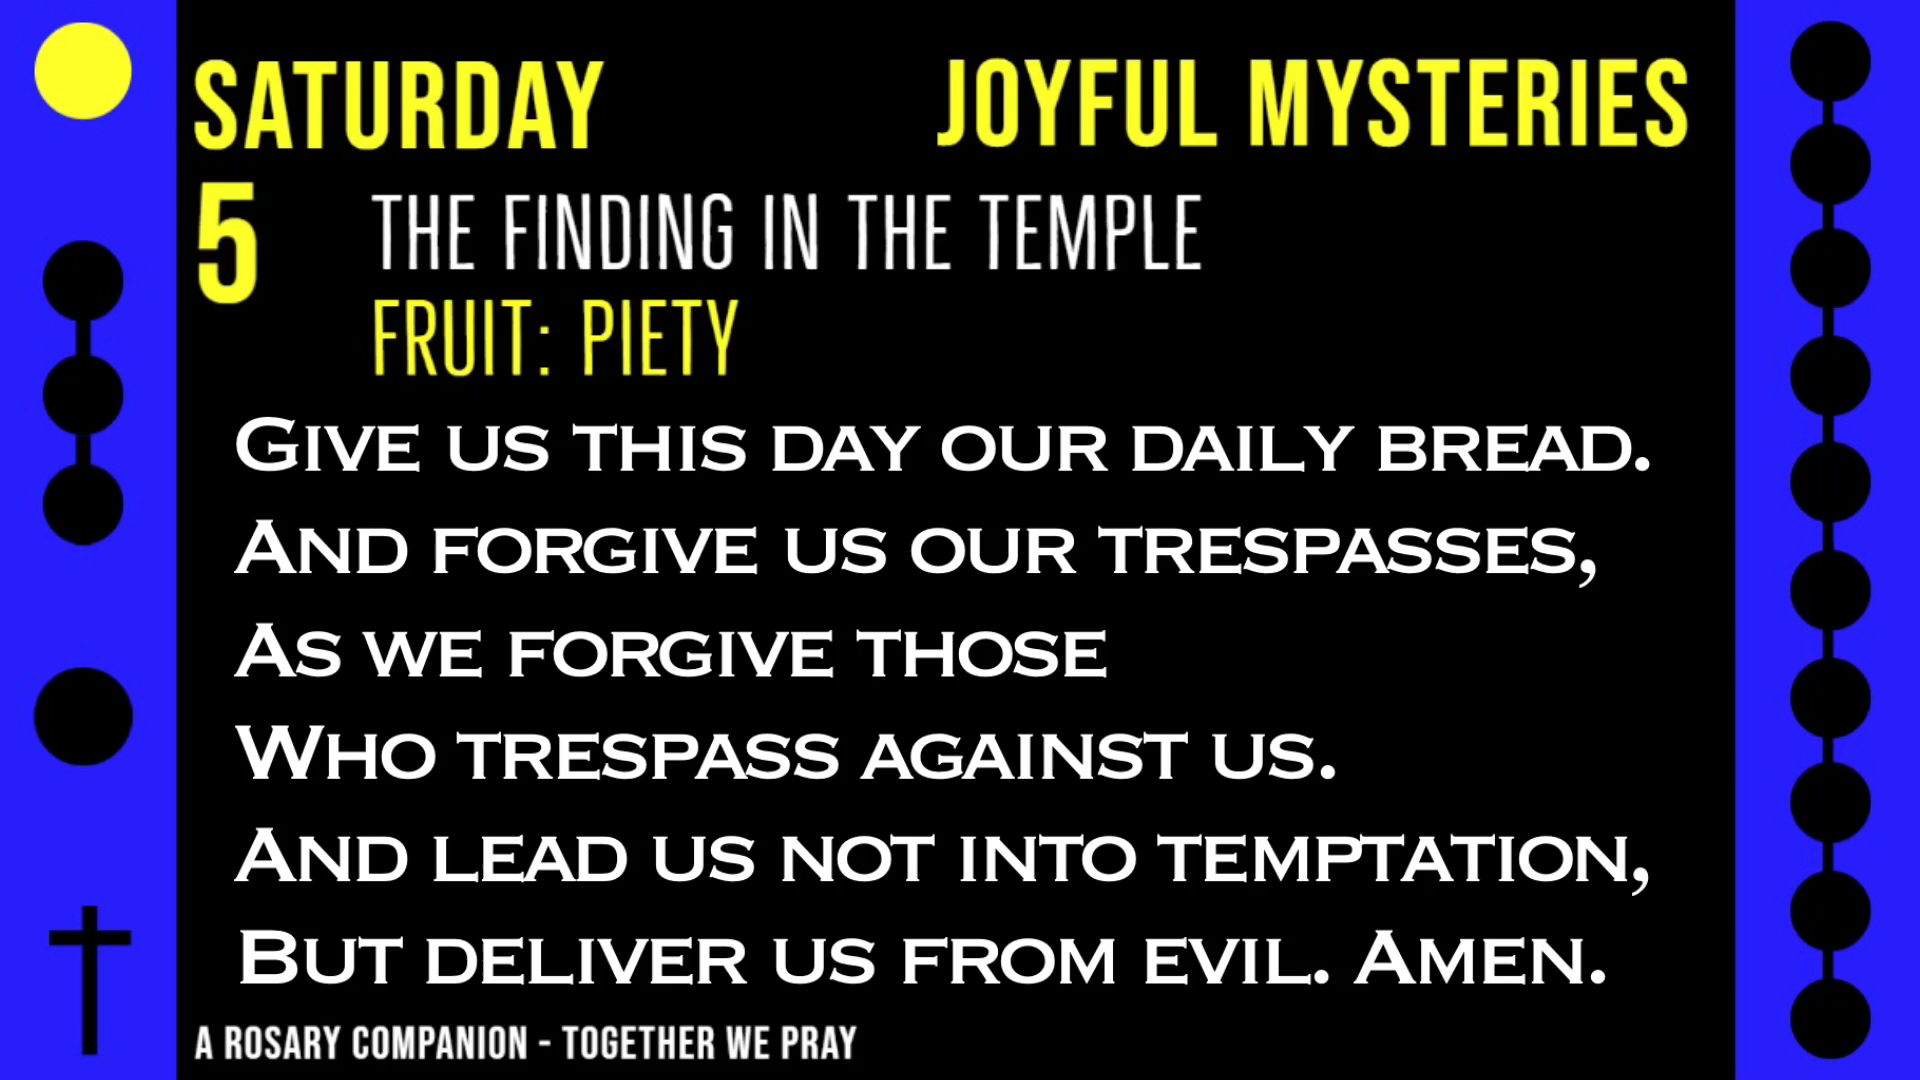 SATURDAY JOYFUL MYSTERIES
5 THE FINDING IN THE TEMPLE
FRUIT: PIETY
GIVE US THIS DAY OUR DAILY BREAD.
AND FORGIVE US OUR TRESPASSES,
AS WE FORGIVE THOSE
WHO TRESPASS AGAINST US.
AND LEAD US NOT INTO TEMPTATION,
BUT DELIVER US FROM EVIL. AMEN.
A ROSARY COMPANION - TOGETHER WE PRAY